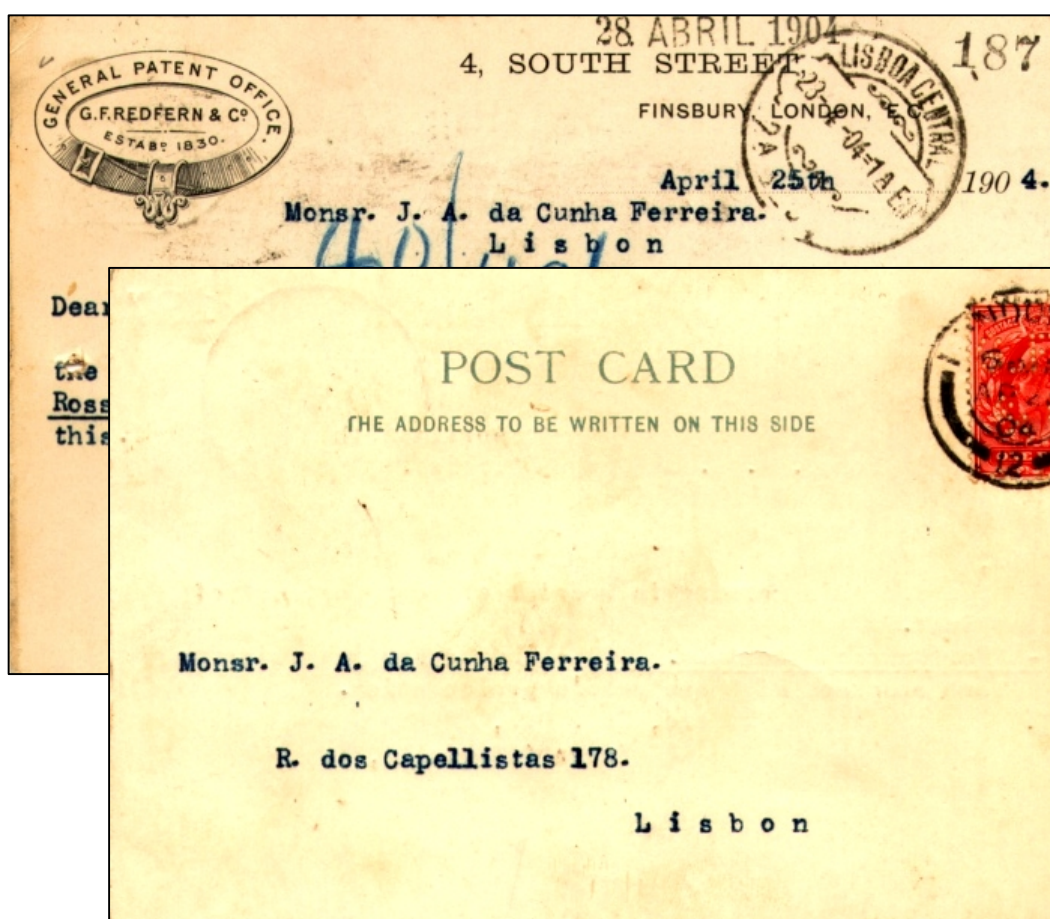 28 ABRIL 1904
187
4, SOUTH STREET
LISBOA CENTRAL
GENERAL PATENT OFFICE.
G.F. REDFERN & Cº
ESTABD 1830.
FINSBURY, LONDON,
April 25th 1904.
Monsr. J. A. da Cunha Ferreira.
Lisbon
Dear
the
Ross
this
POST CARD
THE ADDRESS TO BE WRITTEN ON THIS SIDE
Monsr. J. A. da Cunha Ferreira.
R. dos Capellistas 178.
Lisbon